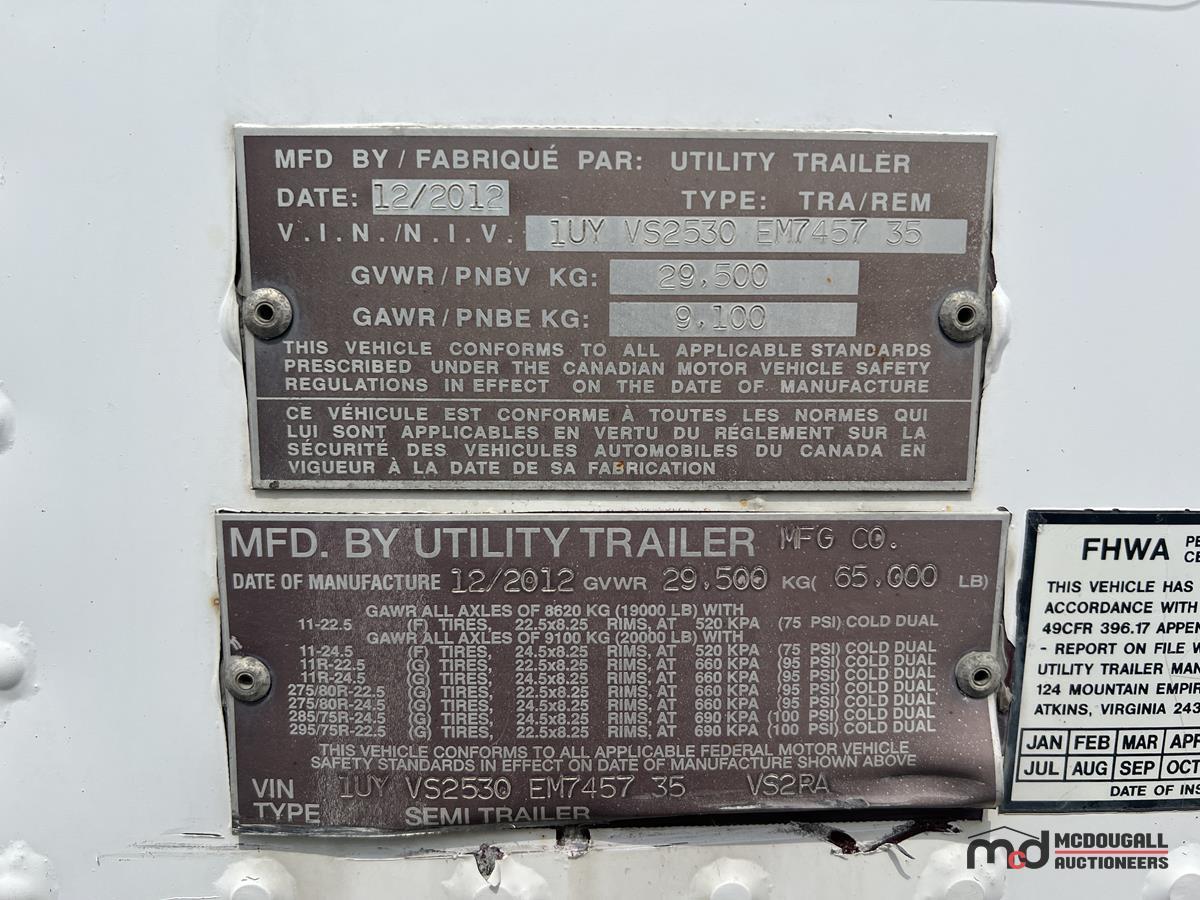 MFD BY / FABRIQUÉ PAR: UTILITY TRAILER
DATE: 12/2012 TYPE: TRA/REM
V.I.N./N.I.V. 1UY VS2530 EM7457 35
GVWR/PNBV KG: 29,500
GAWR/PNBE KG: 9,100
THIS VEHICLE CONFORMS TO ALL APPLICABLE STANDARDS
PRESCRIBED UNDER THE CANADIAN MOTOR VEHICLE SAFETY
REGULATIONS IN EFFECT ON THE DATE OF MANUFACTURE
CE VÉHICULE EST CONFORME À TOUTES LES NORMES QUI
LUI SONT APPLICABLES EN VERTU DU RÉGLEMENT SUR LA
SÉCURITÉ DES VEHICULES AUTOMOBILES DU CANADA EN
VIGUEUR À LA DATE DE SA FABRICATION
MFD. BY UTILITY TRAILER MFG CO.
DATE OF MANUFACTURE 12/2012 GVWR 29,500 KG( 65,000 LB)
GAWR ALL AXLES OF 8620 KG (19000 LB) WITH
11-22.5 (F) TIRES, 22.5x8.25 RIMS, AT 520 KPA (75 PSI) COLD DUAL
GAWR ALL AXLES OF 9100 KG (20000 LB) WITH
11-24.5 (F) TIRES, 24.5x8.25 RIMS, AT 520 KPA (75 PSI) COLD DUAL
11R-22.5 (G) TIRES, 22.5x8.25 RIMS, AT 660 KPA (95 PSI) COLD DUAL
11R-24.5 (G) TIRES, 24.5x8.25 RIMS, AT 660 KPA (95 PSI) COLD DUAL
275/80R-22.5 (G) TIRES, 22.5x8.25 RIMS, AT 660 KPA (95 PSI) COLD DUAL
275/80R-24.5 (G) TIRES, 24.5x8.25 RIMS, AT 660 KPA (95 PSI) COLD DUAL
285/75R-24.5 (G) TIRES, 24.5x8.25 RIMS, AT 690 KPA (100 PSI) COLD DUAL
295/75R-22.5 (G) TIRES, 22.5x8.25 RIMS, AT 690 KPA (100 PSI) COLD DUAL
THIS VEHICLE CONFORMS TO ALL APPLICABLE FEDERAL MOTOR VEHICLE
SAFETY STANDARDS IN EFFECT ON DATE OF MANUFACTURE SHOWN ABOVE
VIN 1UY VS2530 EM7457 35 VS2RA
TYPE SEMI TRAILER
FHWA PE
CE
THIS VEHICLE HAS
ACCORDANCE WITH
49CFR 396.17 APPEN
- REPORT ON FILE W
UTILITY TRAILER MAN
124 MOUNTAIN EMPIR
ATKINS, VIRGINIA 243
JAN FEB MAR APR
JUL AUG SEP OCT
DATE OF INS
mcd MCDOUGALL
AUCTIONEERS